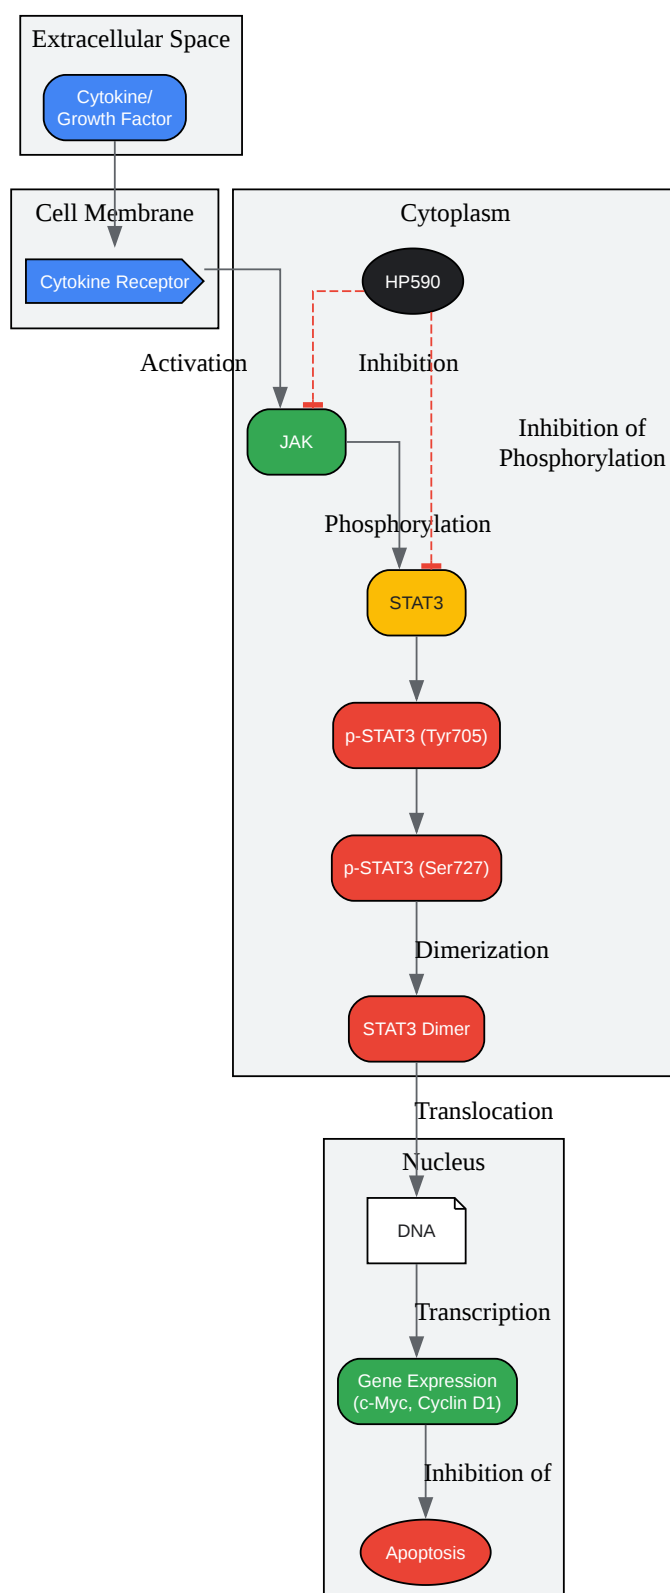 Extracellular Space
Cytokine/
Growth Factor
Cell Membrane
Cytokine Receptor
Cytoplasm
HP590
Activation
Inhibition
Inhibition of
Phosphorylation
JAK
Phosphorylation
STAT3
p-STAT3 (Tyr705)
p-STAT3 (Ser727)
Dimerization
STAT3 Dimer
Translocation
Nucleus
DNA
Transcription
Gene Expression
(c-Myc, Cyclin D1)
Inhibition of
Apoptosis